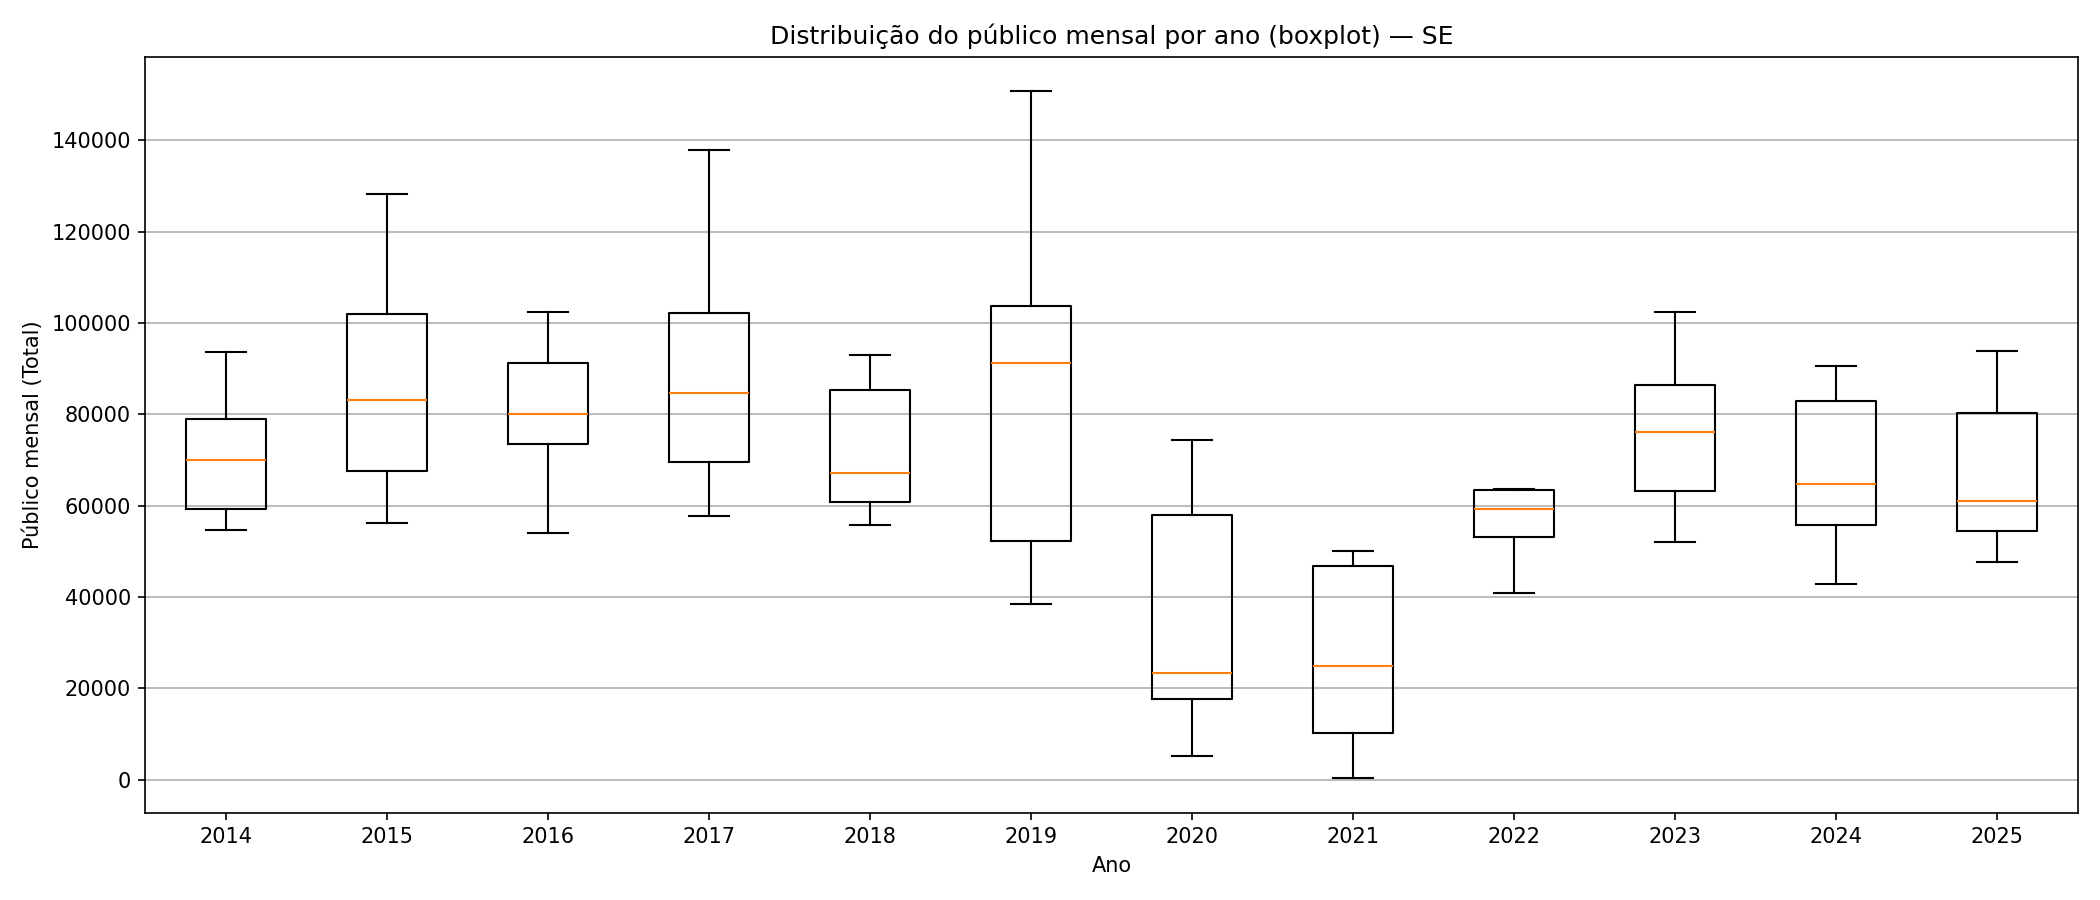 Distribuição do público mensal por ano (boxplot) — SE
Público mensal (Total)
140000
120000
100000
80000
60000
40000
20000
0
2014 2015 2016 2017 2018 2019 2020 2021 2022 2023 2024 2025
Ano